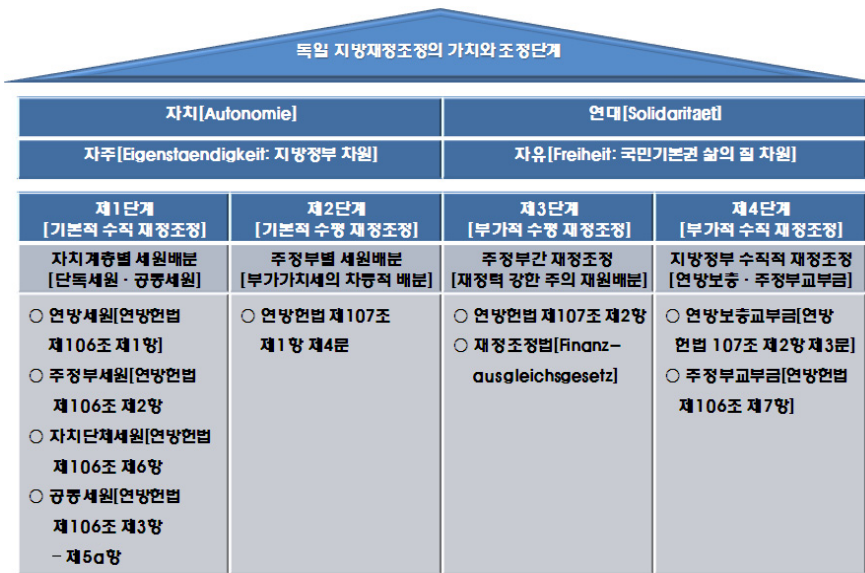 독일 지방재정조정의 가치와 조정단계
자치[Autonomie]
연대[Solidaritaet]
자주[Eigenstaendigkeit: 지방정부 차원]
자유[Freiheit: 국민기본권 삶의 질 차원]
제1단계
[기본적 수직 재정조정]
제2단계
[기본적 수평 재정조정]
제3단계
[부가적 수평 재정조정]
제4단계
[부가적 수직 재정조정]
자치계층별 세원배분
[단독세원·공동세원]
주정부별 세원배분
[부가가치세의 차등적 배분]
주정부간 재정조정
[재정력 강한 주의 재원배분]
지방정부 수직적 재정조정
[연방보충·주정부교부금]
○ 연방세원[연방헌법
제106조 제1항]
○ 주정부세원[연방헌법
제106조 제2항
○ 자치단체세원[연방헌법
제106조 제6항
○ 공동세원[연방헌법
제106조 제3항
- 제5a항
○ 연방헌법 제107조
제1항 제4문
○ 연방헌법 제107조 제2항
○ 재정조정법[Finanz-
ausgleichsgesetz]
○ 연방보충교부금[연방
헌법 107조 제2항 제3문]
○ 주정부교부금[연방헌법
제106조 제7항]